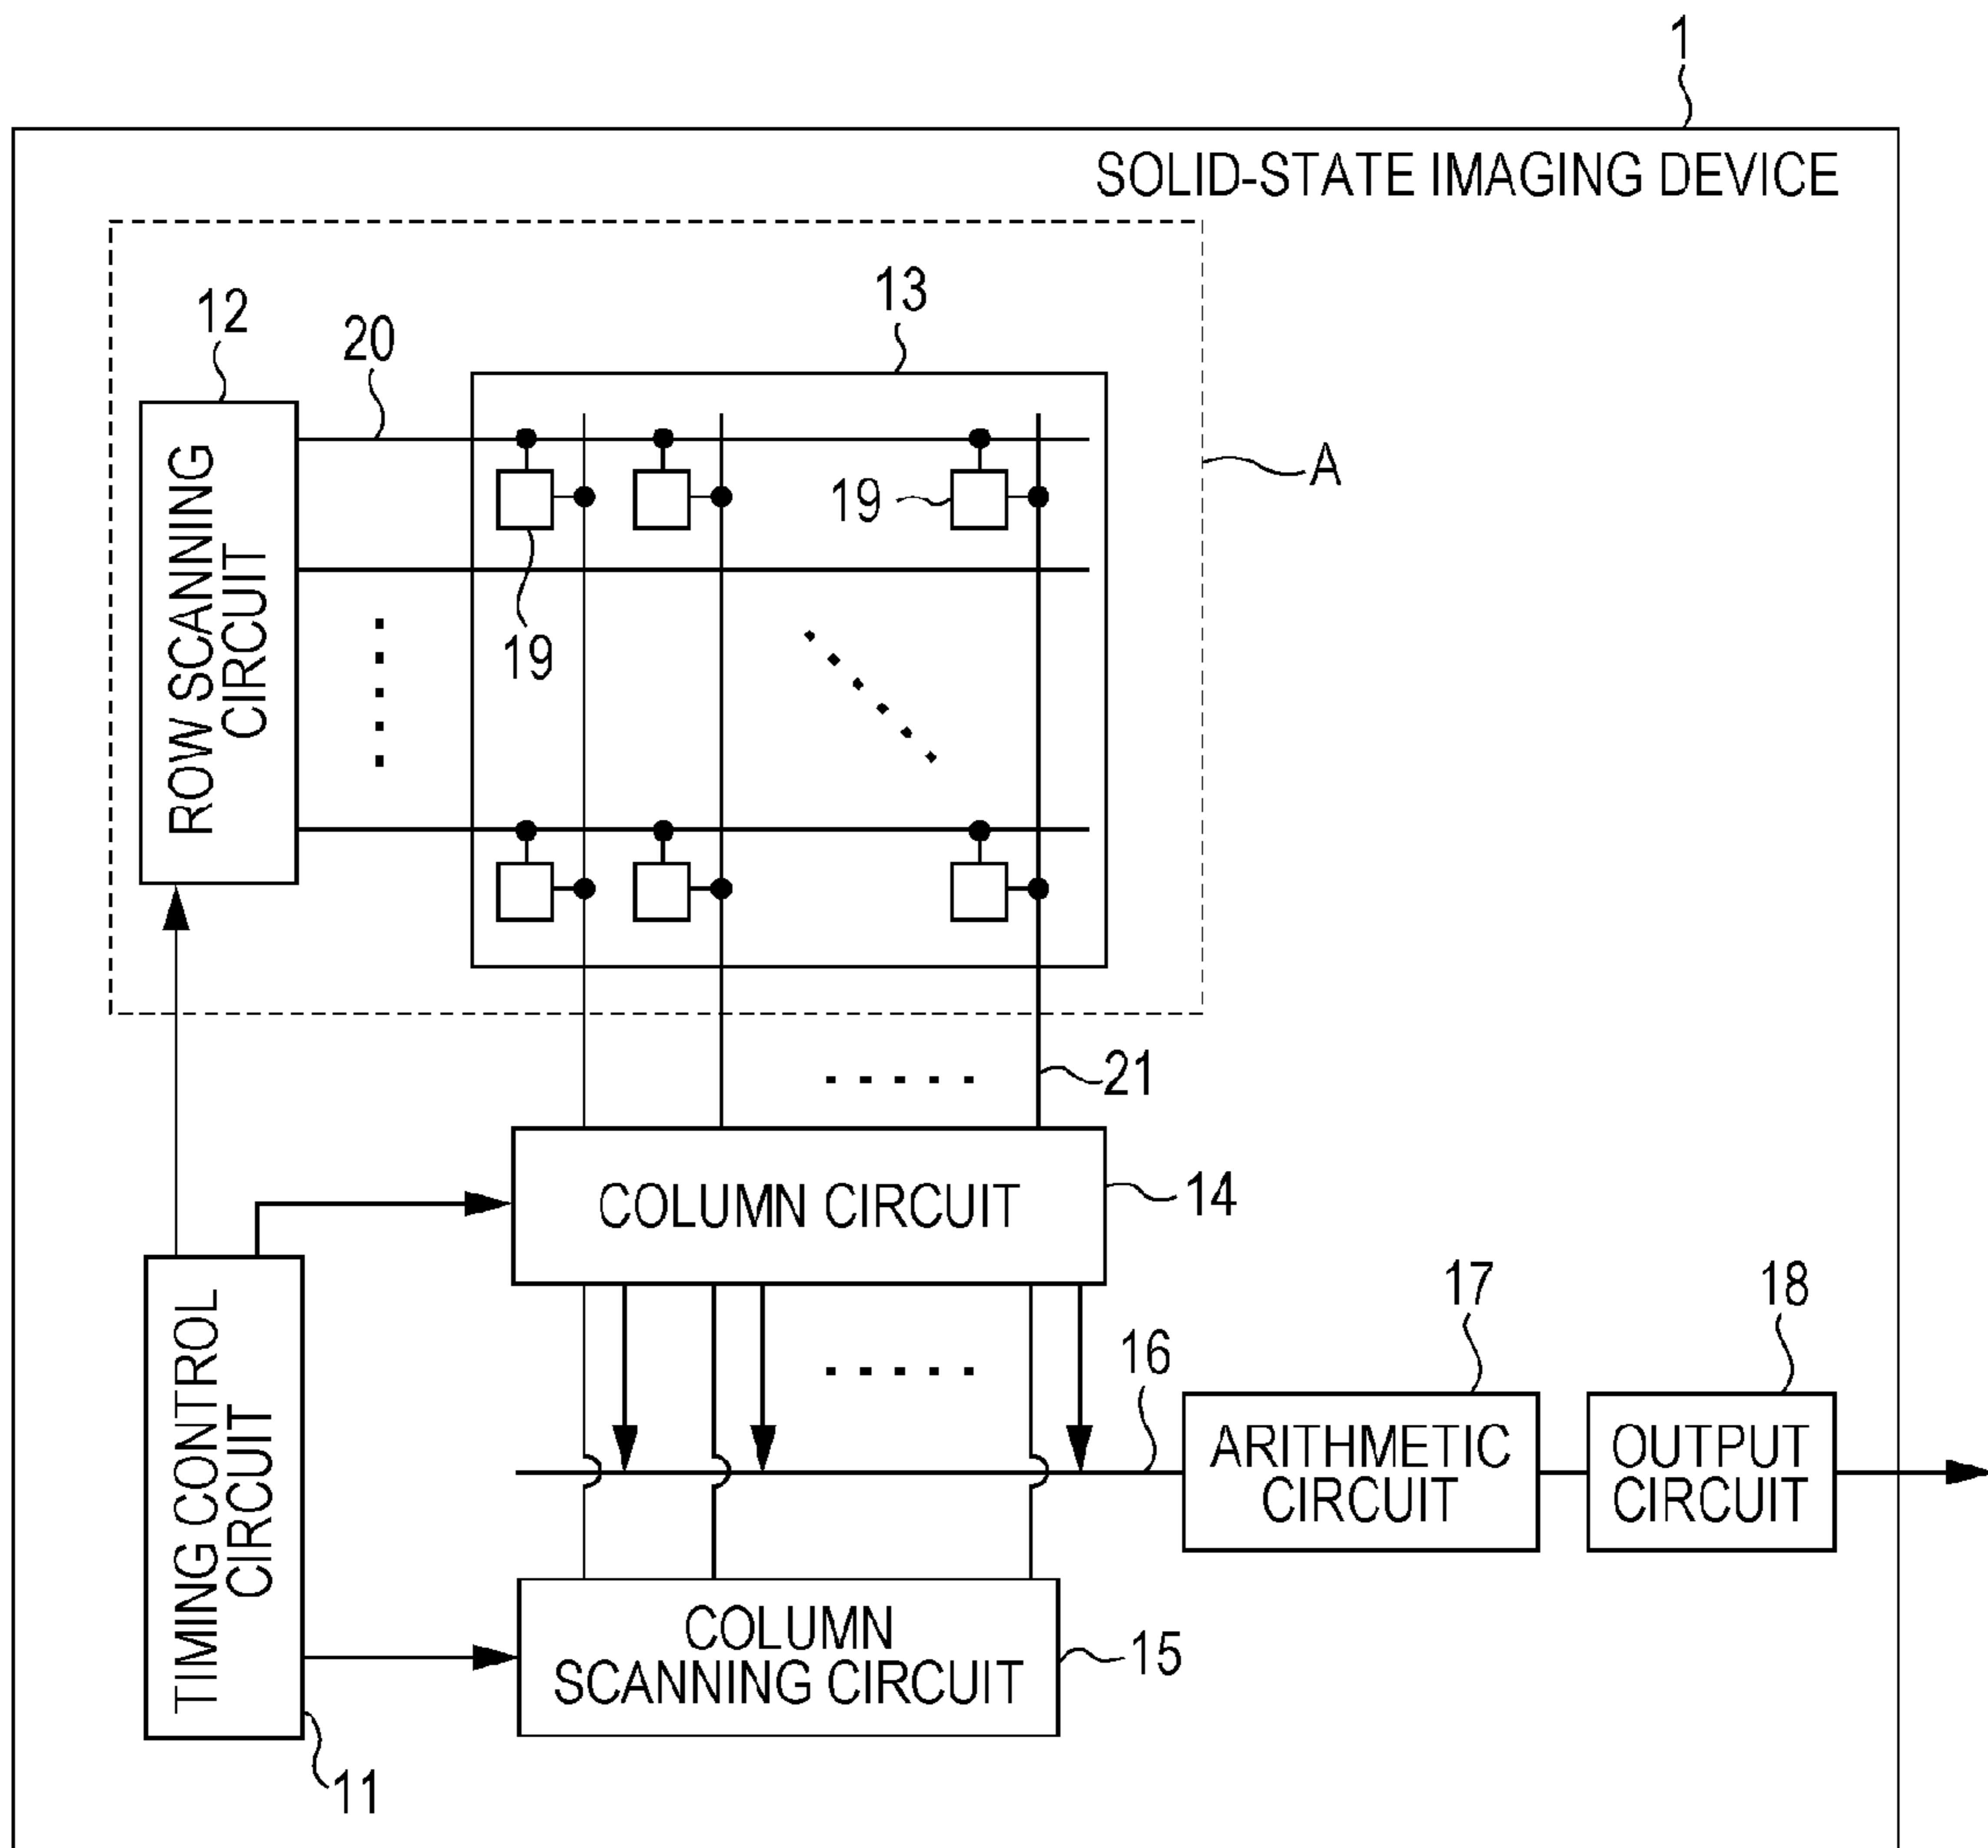 1
SOLID-STATE IMAGING DEVICE
13
12
20
A
19
19
ROW SCANNING
CIRCUIT
21
COLUMN CIRCUIT
14
17
18
16
TIMING CONTROL
CIRCUIT
ARITHMETIC
CIRCUIT
OUTPUT
CIRCUIT
COLUMN
SCANNING CIRCUIT
15
11